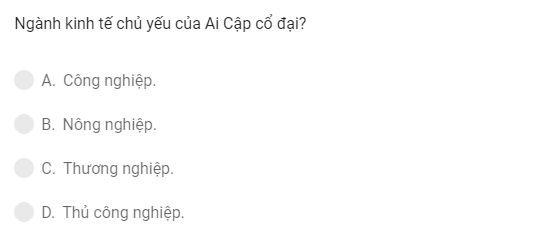 Ngành kinh tế chủ yếu của Ai Cập cổ đại?
A. Công nghiệp.
B. Nông nghiệp.
C. Thương nghiệp.
D. Thủ công nghiệp.